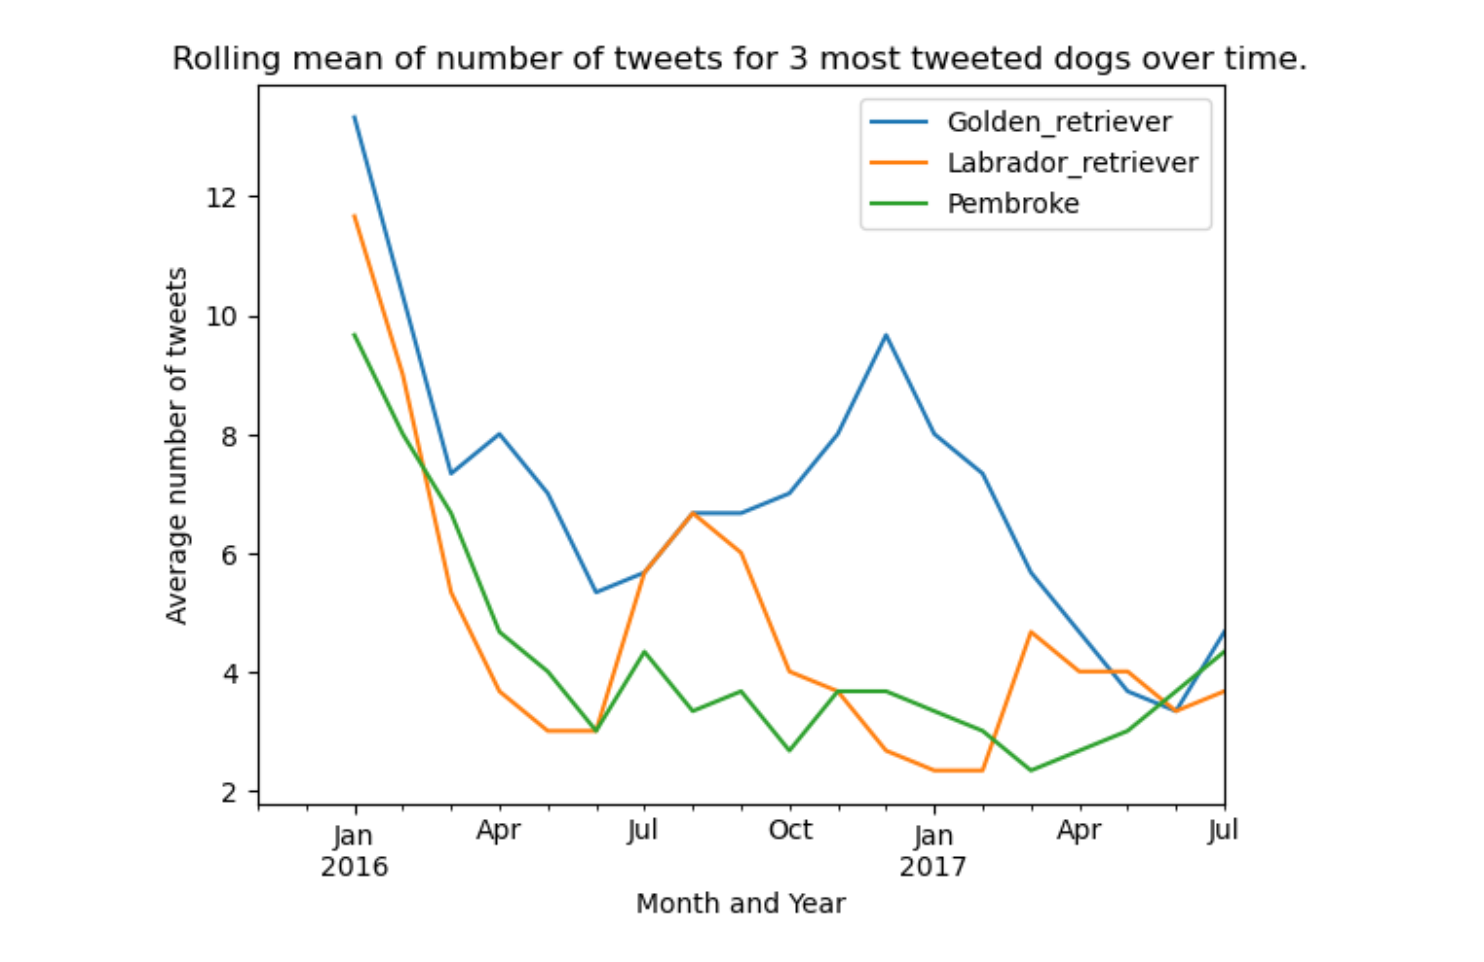 Rolling mean of number of tweets for 3 most tweeted dogs over time.
Golden_retriever
Labrador_retriever
Pembroke
Average number of tweets
12
10
8
6
4
2
Jan Apr Jul Oct Jan Apr Jul
2016 2017
Month and Year